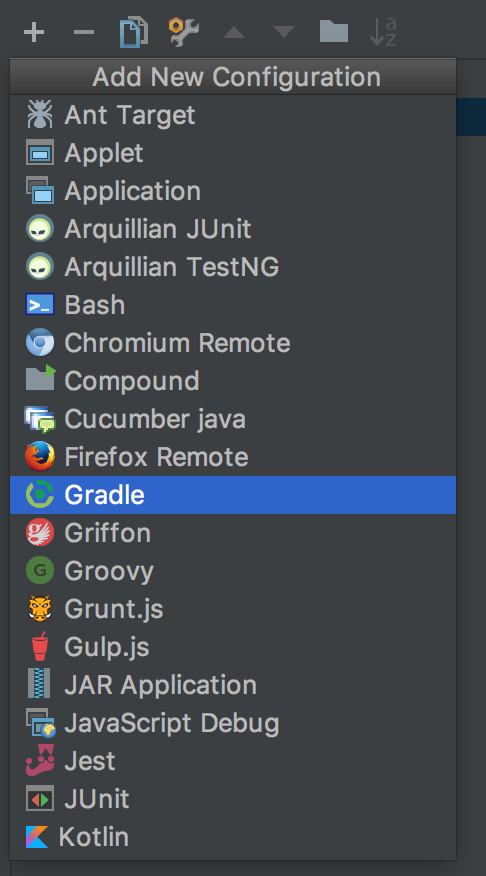 Add New Configuration
Ant Target
Applet
Application
Arquillian JUnit
Arquillian TestNG
Bash
Chromium Remote
Compound
Cucumber java
Firefox Remote
Gradle
Griffon
Groovy
Grunt.js
Gulp.js
JAR Application
JavaScript Debug
Jest
JUnit
Kotlin